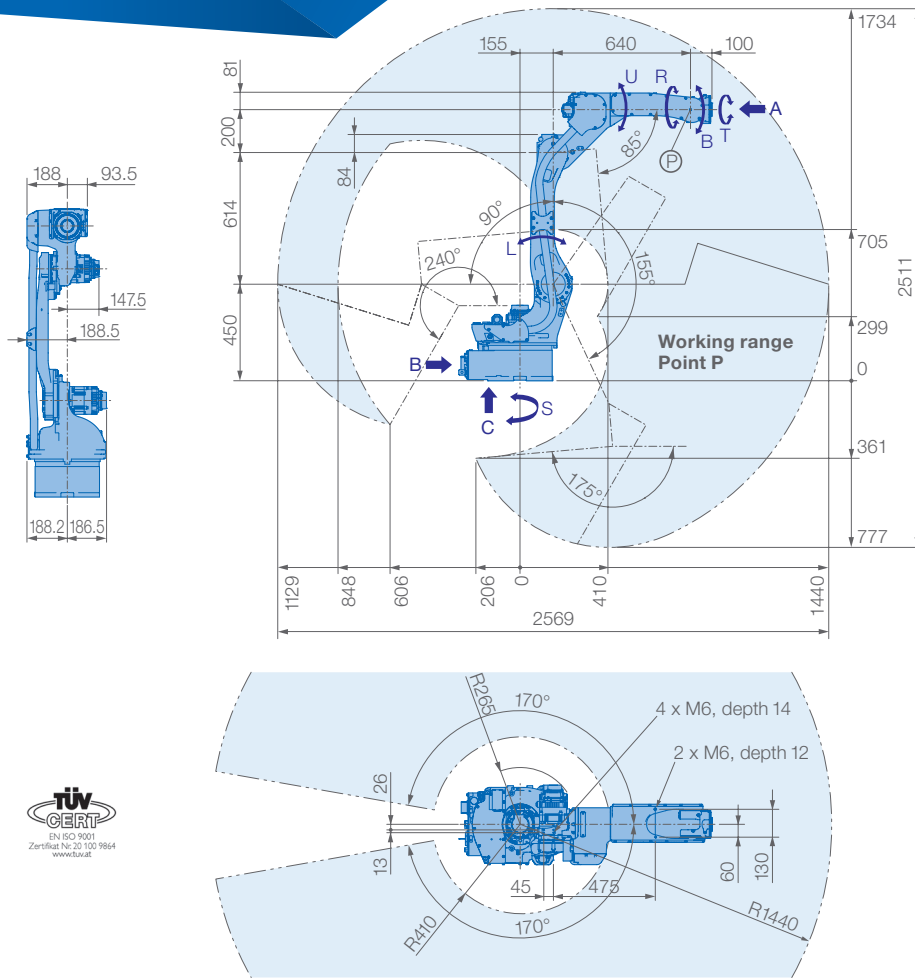 155
640
100
1734
81
U
R
A
200
B
T
85°
P
84
188
93.5
614
90°
705
L
2511
240°
155°
147.5
188.5
450
299
Working range
Point P
B
0
C
S
361
175°
188.2
186.5
777
1129
848
606
206
0
410
1440
2569
R265
170°
4 x M6, depth 14
2 x M6, depth 12
26
TÜV
CERT
EN ISO 9001
Zertifikat Nr. 20 100 9864
www.tuv.at
13
60
130
45
475
R410
170°
R1440